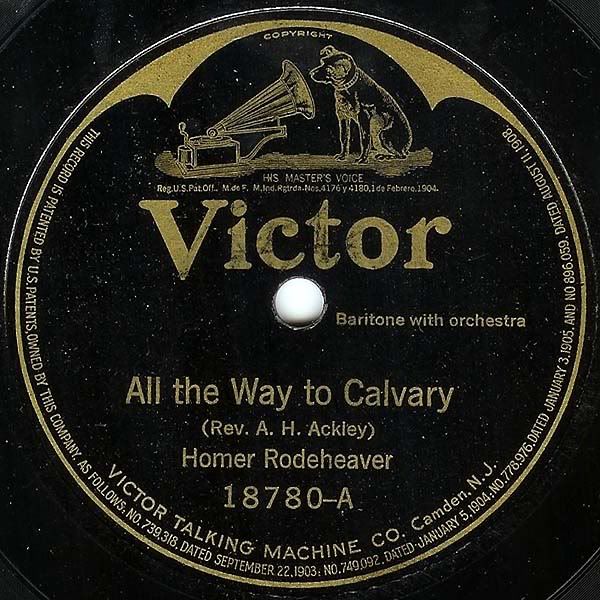 COPYRIGHT
HIS MASTER'S VOICE
Reg.U.S.Pat.Off. M.de F. M.Ind.Rgtrda-Nos.4176 y 4180,1 de Febrero,1904.
Victor
Baritone with orchestra
All the Way to Calvary
(Rev. A. H. Ackley)
Homer Rodeheaver
18780-A
VICTOR TALKING MACHINE CO. Camden, N. J.
THIS RECORD IS PATENTED BY U.S. PATENTS, OWNED BY THIS COMPANY, AS FOLLOWS, NO. 739,318, DATED SEPTEMBER 22, 1903; NO. 749,092, DATED JANUARY 5, 1904; NO. 778,976, DATED JANUARY 3, 1905, AND NO 896,059, DATED AUGUST 11, 1908